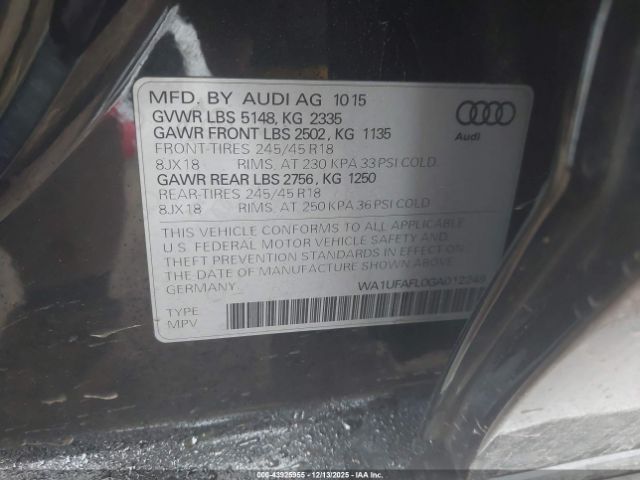 MFD. BY AUDI AG 10 15
GVWR LBS 5148, KG 2335
GAWR FRONT LBS 2502, KG 1135
FRONT-TIRES 245/45 R18
8JX18 RIMS, AT 230 KPA 33 PSI COLD.
GAWR REAR LBS 2756, KG 1250
REAR-TIRES 245/45 R18
8JX18 RIMS, AT 250 KPA 36 PSI COLD
Audi
THIS VEHICLE CONFORMS TO ALL APPLICABLE
U.S. FEDERAL MOTOR VEHICLE SAFETY AND
THEFT PREVENTION STANDARDS IN EFFECT ON
THE DATE OF MANUFACTURE SHOWN ABOVE.
GERMANY
WA1UFAFL0GA012249
TYPE
MPV
000-43925955 - 12/13/2025 - IAAI.COM